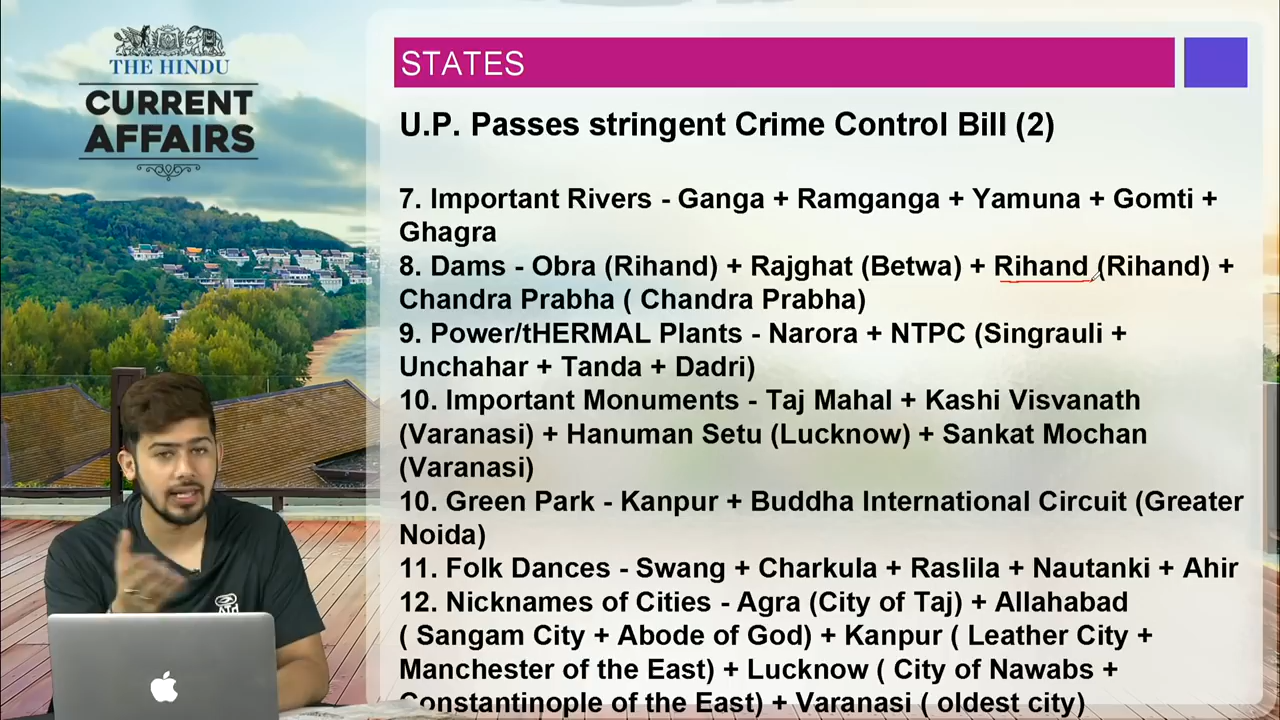 THE HINDU
CURRENT
AFFAIRS
STATES
U.P. Passes stringent Crime Control Bill (2)
7. Important Rivers - Ganga + Ramganga + Yamuna + Gomti +
Ghagra
8. Dams - Obra (Rihand) + Rajghat (Betwa) + Rihand (Rihand) +
Chandra Prabha ( Chandra Prabha)
9. Power/tHERMAL Plants - Narora + NTPC (Singrauli +
Unchahar + Tanda + Dadri)
10. Important Monuments - Taj Mahal + Kashi Visvanath
(Varanasi) + Hanuman Setu (Lucknow) + Sankat Mochan
(Varanasi)
10. Green Park - Kanpur + Buddha International Circuit (Greater
Noida)
11. Folk Dances - Swang + Charkula + Raslila + Nautanki + Ahir
12. Nicknames of Cities - Agra (City of Taj) + Allahabad
( Sangam City + Abode of God) + Kanpur ( Leather City +
Manchester of the East) + Lucknow ( City of Nawabs +
Constantinople of the East) + Varanasi ( oldest city)